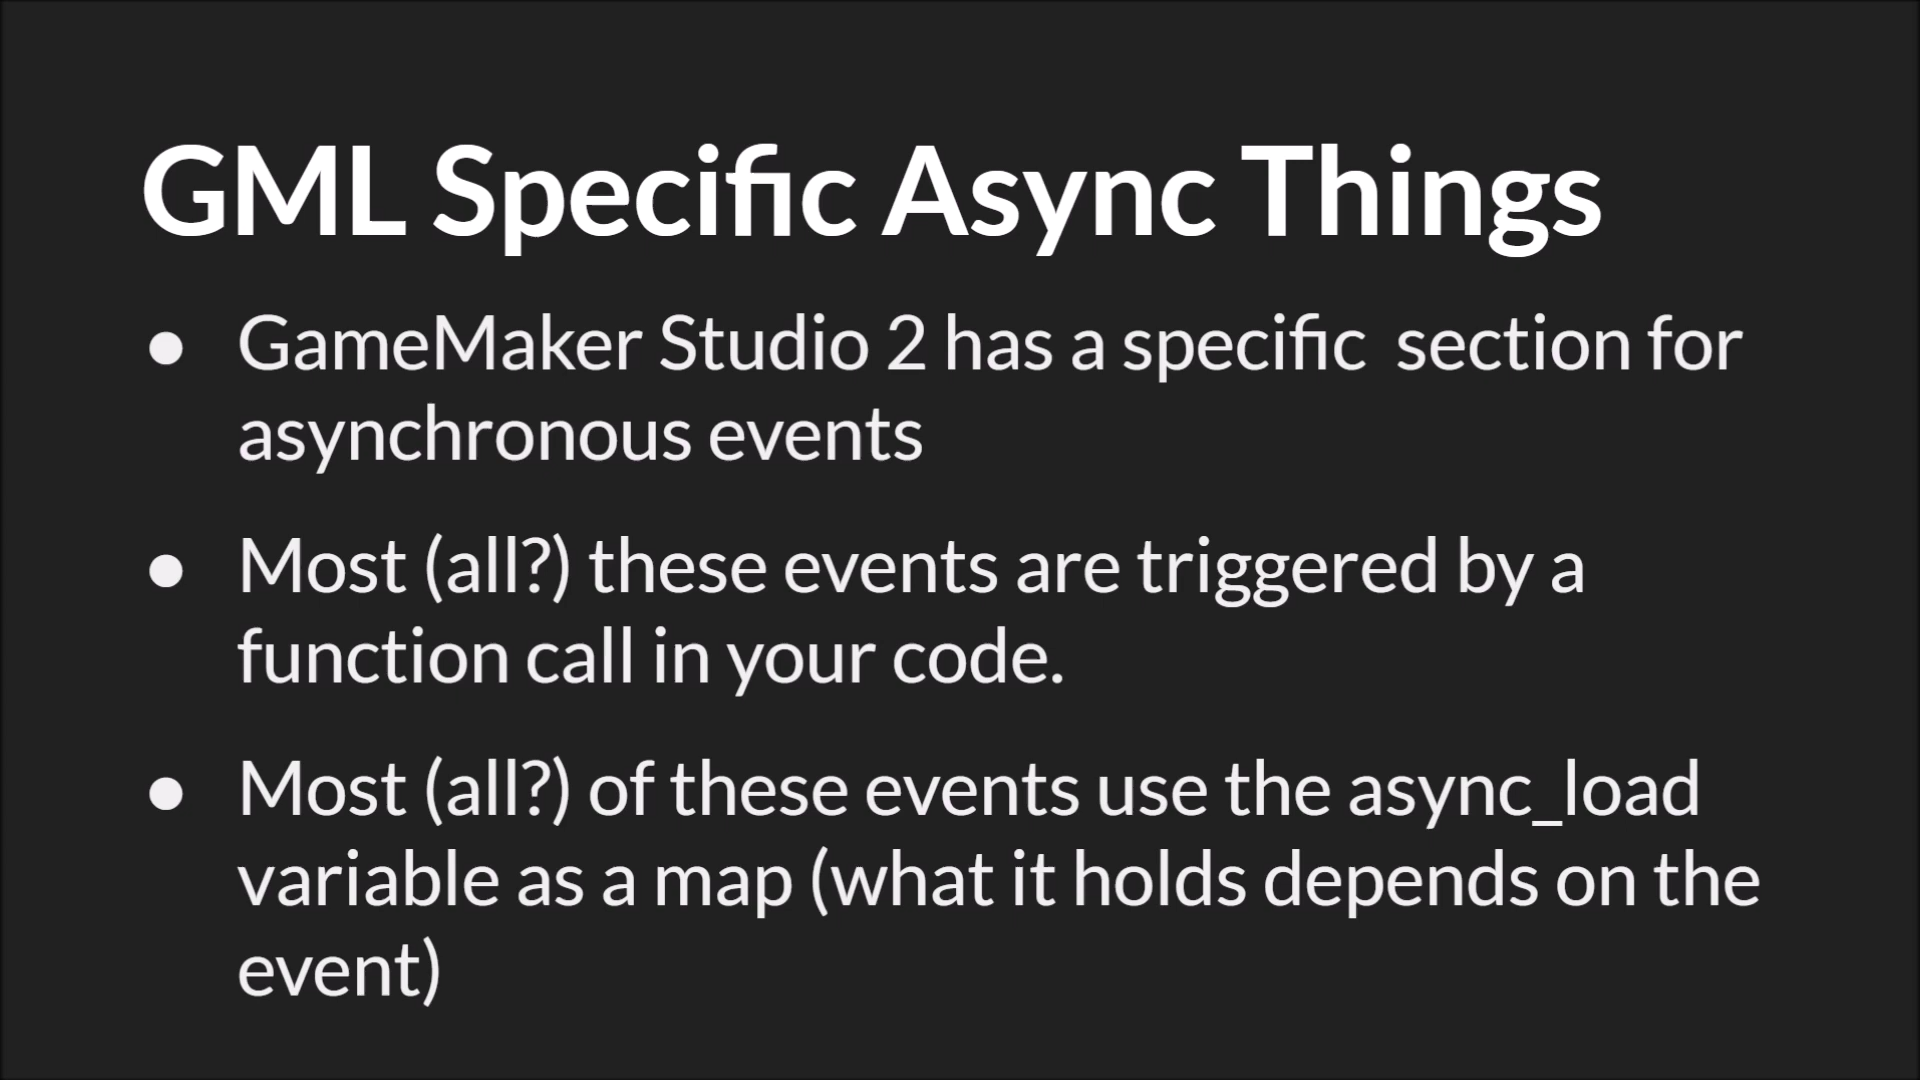 GML Specific Async Things
● GameMaker Studio 2 has a specific  section for
asynchronous events
● Most (all?) these events are triggered by a
function call in your code.
● Most (all?) of these events use the async_load
variable as a map (what it holds depends on the
event)